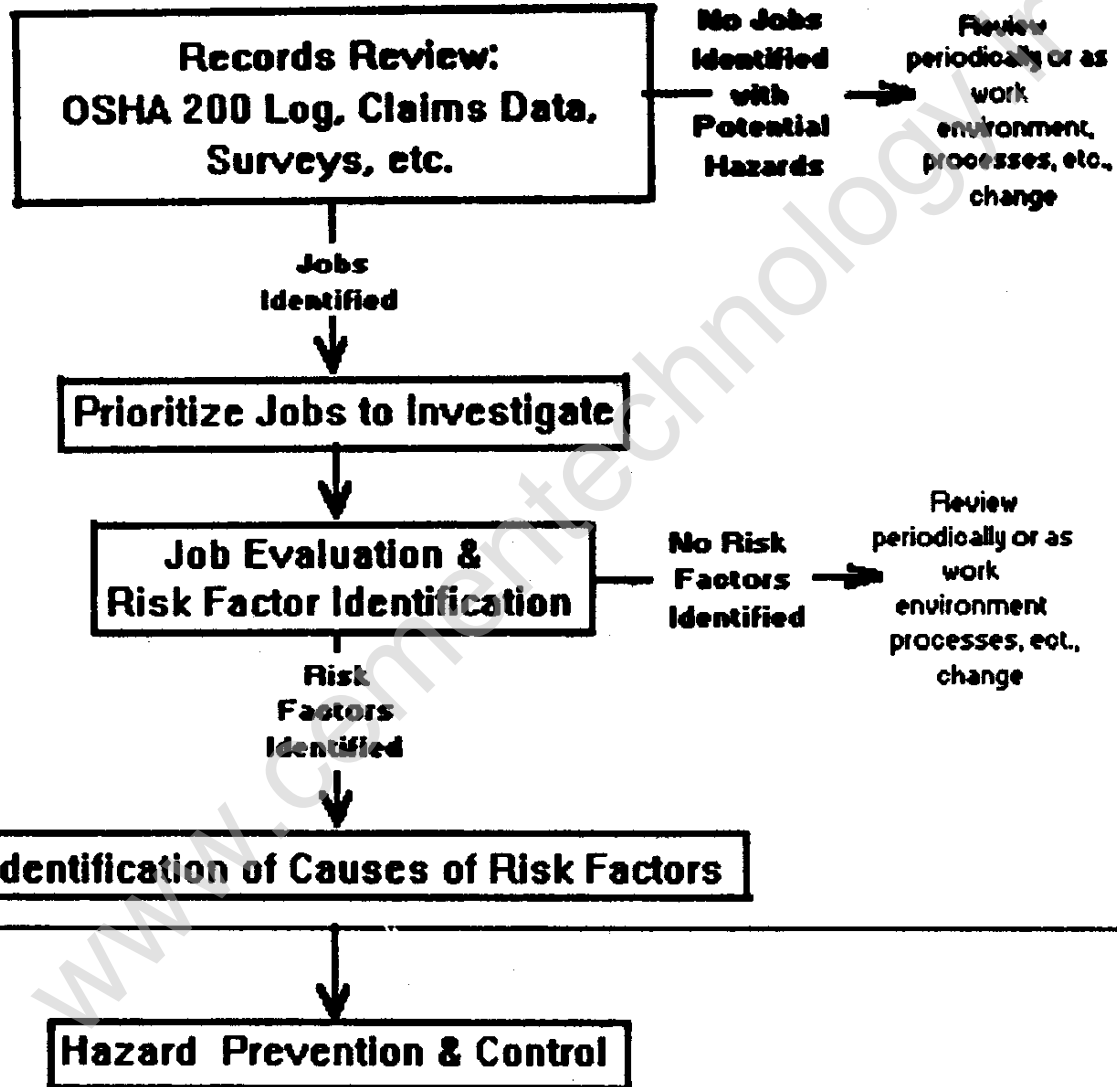 Records Review:
OSHA 200 Log, Claims Data,
Surveys, etc.
No Jobs
Identified
with
Potential
Hazards
Review
periodically or as
work
environment,
processes, etc.,
change
Jobs
Identified
Prioritize Jobs to Investigate
Job Evaluation &
Risk Factor Identification
No Risk
Factors
Identified
Review
periodically or as
work
environment
processes, ect.,
change
Risk
Factors
Identified
dentification of Causes of Risk Factors
Hazard Prevention & Control
www.cementechnology.ir